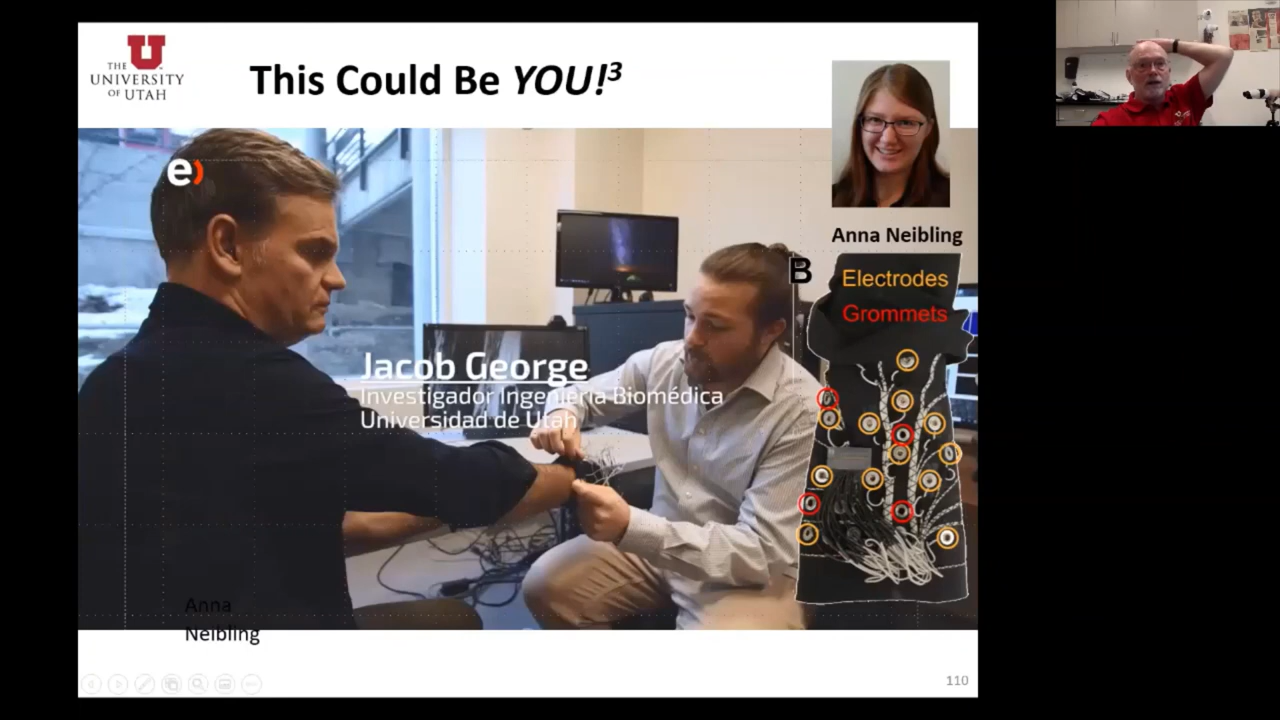 THE
UNIVERSITY
OF UTAH
This Could Be YOU!³
e)
Anna Neibling
B
Electrodes
Grommets
Jacob George
Investigador Ingeniería Biomédica
Universidad de Utah
Anna
Neibling
110